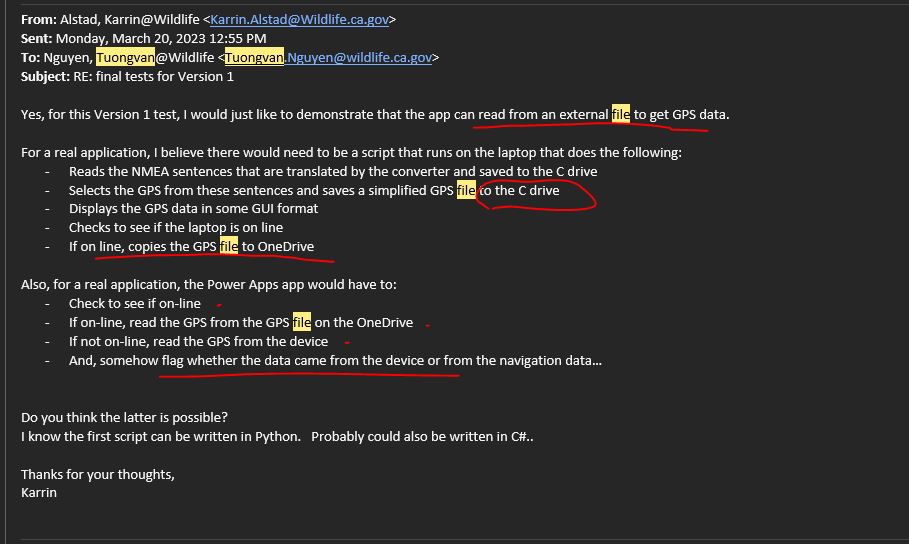 From: Alstad, Karrin@Wildlife <Karrin.Alstad@Wildlife.ca.gov>
Sent: Monday, March 20, 2023 12:55 PM
To: Nguyen, Tuongvan@Wildlife <Tuongvan.Nguyen@wildlife.ca.gov>
Subject: RE: final tests for Version 1
Yes, for this Version 1 test, I would just like to demonstrate that the app can read from an external file to get GPS data.
For a real application, I believe there would need to be a script that runs on the laptop that does the following:
- Reads the NMEA sentences that are translated by the converter and saved to the C drive
- Selects the GPS from these sentences and saves a simplified GPS file to the C drive
- Displays the GPS data in some GUI format
- Checks to see if the laptop is on line
- If on line, copies the GPS file to OneDrive
Also, for a real application, the Power Apps app would have to:
- Check to see if on-line
- If on-line, read the GPS from the GPS file on the OneDrive
- If not on-line, read the GPS from the device
- And, somehow flag whether the data came from the device or from the navigation data...
Do you think the latter is possible?
I know the first script can be written in Python. Probably could also be written in C#..
Thanks for your thoughts,
Karrin